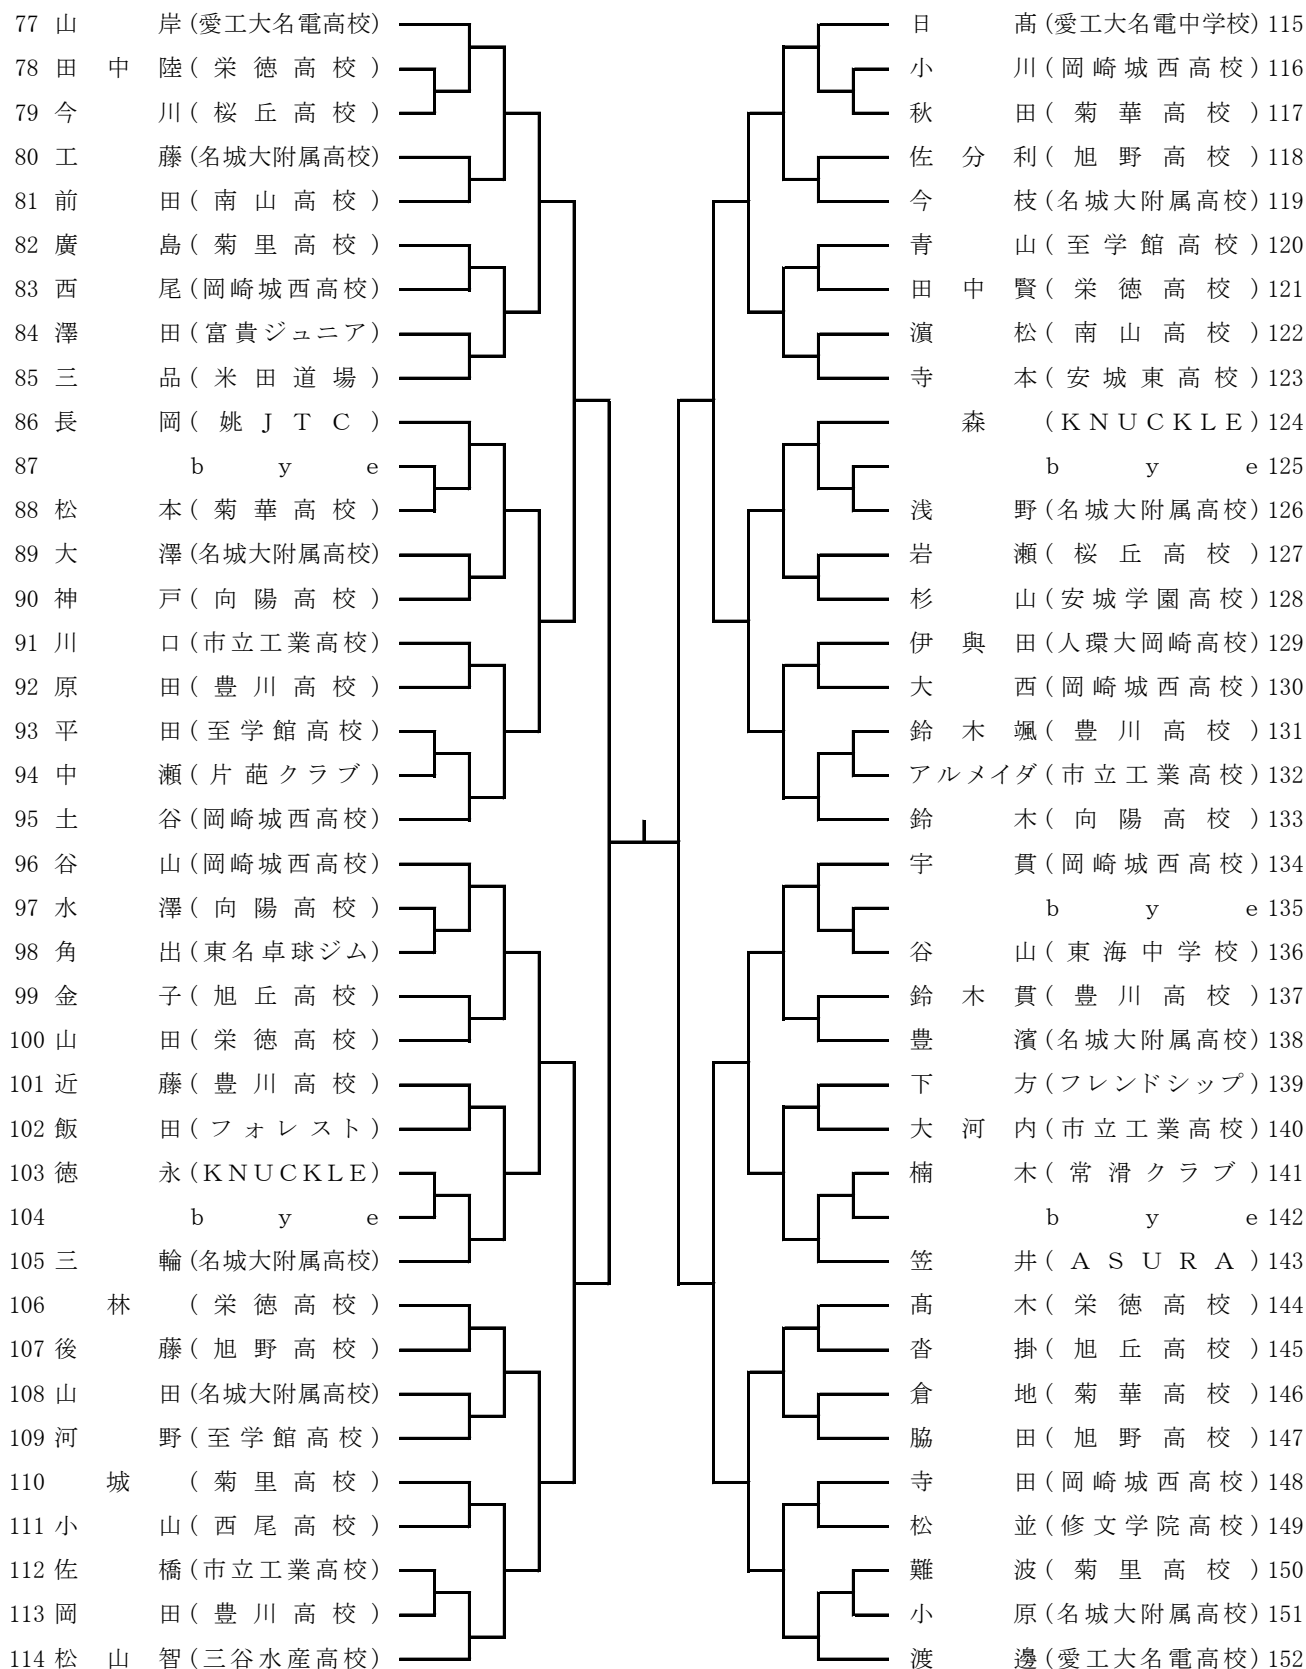 77 山岸(愛工大名電高校)
78 田中陸(栄徳高校)
79 今川(桜丘高校)
80 工藤(名城大附属高校)
81 前田(南山高校)
82 廣島(菊里高校)
83 西尾(岡崎城西高校)
84 澤田(富貴ジュニア)
85 三品(米田道場)
86 長岡(姚JTC)
87 bye
88 松本(菊華高校)
89 大澤(名城大附属高校)
90 神戸(向陽高校)
91 川口(市立工業高校)
92 原田(豊川高校)
93 平田(至学館高校)
94 中瀬(片葩クラブ)
95 土谷(岡崎城西高校)
96 谷山(岡崎城西高校)
97 水澤(向陽高校)
98 角出(東名卓球ジム)
99 金子(旭丘高校)
100 山田(栄徳高校)
101 近藤(豊川高校)
102 飯田(フォレスト)
103 徳永(KNUCKLE)
104 bye
105 三輪(名城大附属高校)
106 林(栄徳高校)
107 後藤(旭野高校)
108 山田(名城大附属高校)
109 河野(至学館高校)
110 城(菊里高校)
111 小山(西尾高校)
112 佐橋(市立工業高校)
113 岡田(豊川高校)
114 松山智(三谷水産高校)
日髙(愛工大名電中学校)115
小川(岡崎城西高校)116
秋田(菊華高校)117
佐分利(旭野高校)118
今枝(名城大附属高校)119
青山(至学館高校)120
田中賢(栄徳高校)121
濵松(南山高校)122
寺本(安城東高校)123
森(KNUCKLE)124
bye 125
浅野(名城大附属高校)126
岩瀬(桜丘高校)127
杉山(安城学園高校)128
伊與田(人環大岡崎高校)129
大西(岡崎城西高校)130
鈴木颯(豊川高校)131
アルメイダ(市立工業高校)132
鈴木(向陽高校)133
宇貫(岡崎城西高校)134
bye 135
谷山(東海中学校)136
鈴木貫(豊川高校)137
豊濱(名城大附属高校)138
下方(フレンドシップ)139
大河内(市立工業高校)140
楠木(常滑クラブ)141
bye 142
笠井(ASURA)143
髙木(栄徳高校)144
沓掛(旭丘高校)145
倉地(菊華高校)146
脇田(旭野高校)147
寺田(岡崎城西高校)148
松並(修文学院高校)149
難波(菊里高校)150
小原(名城大附属高校)151
渡邊(愛工大名電高校)152